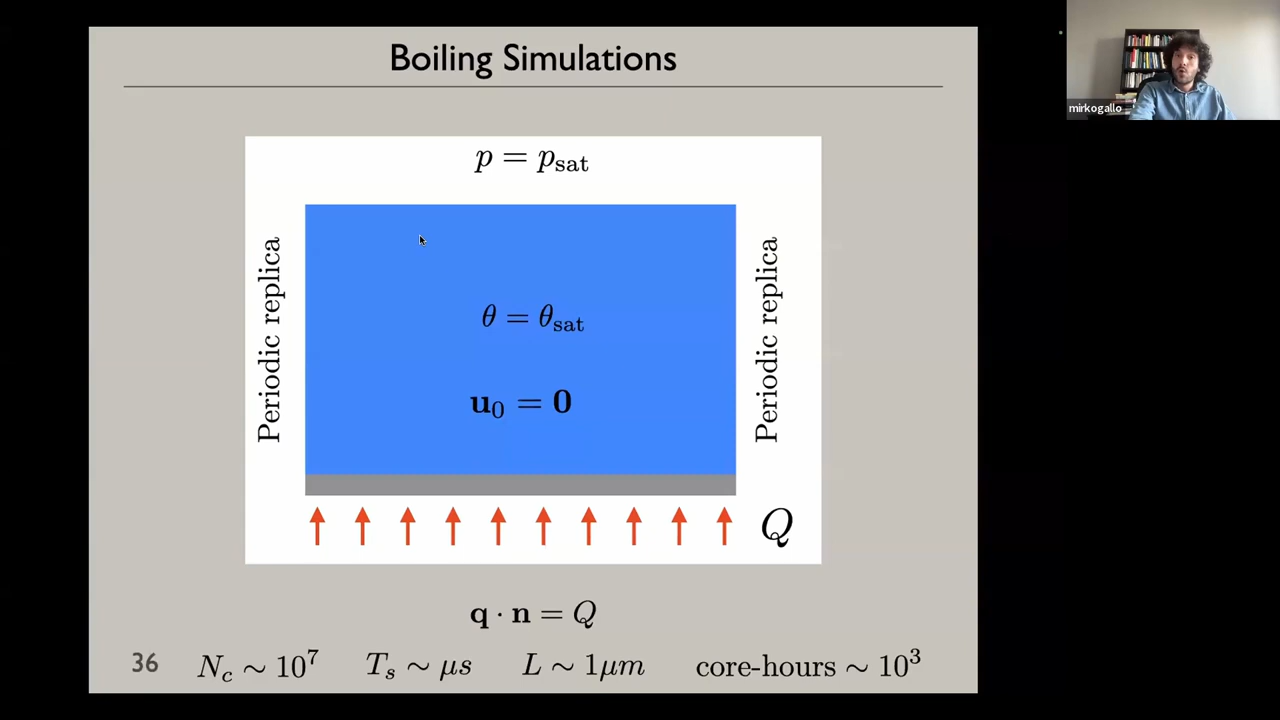 Boiling Simulations
mirkogallo
p = p_sat
Periodic replica
θ = θ_sat
u_0 = 0
Periodic replica
Q
q · n = Q
36
N_c ∼ 10^7
T_s ∼ μs
L ∼ 1μm
core-hours ∼ 10^3